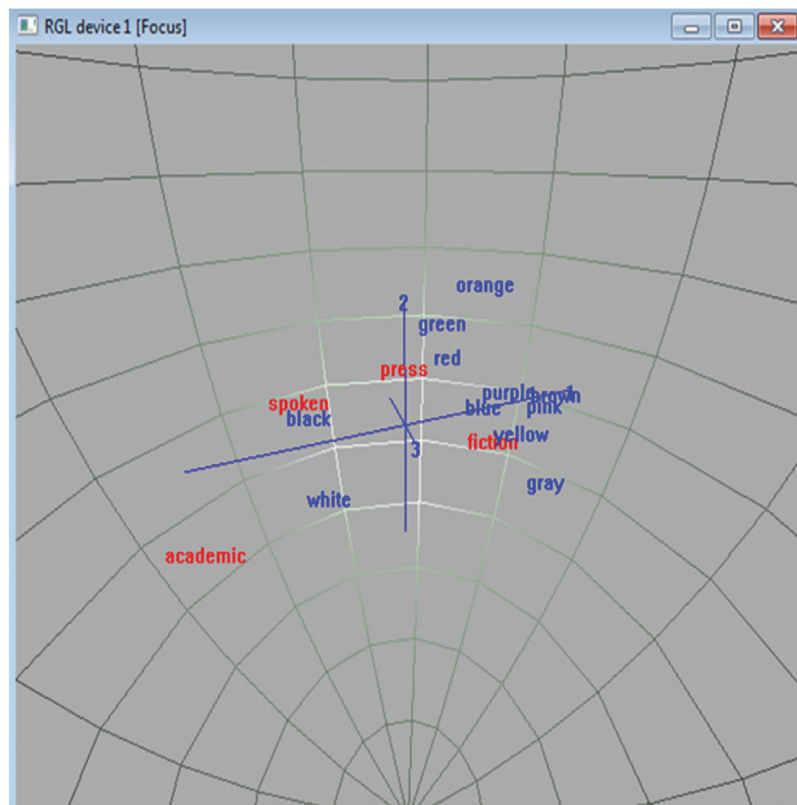 RGL device 1 [Focus]
orange
2
green
red
press
purple
brown
1
spoken
blue
pink
black
yellow
fiction
3
gray
white
academic